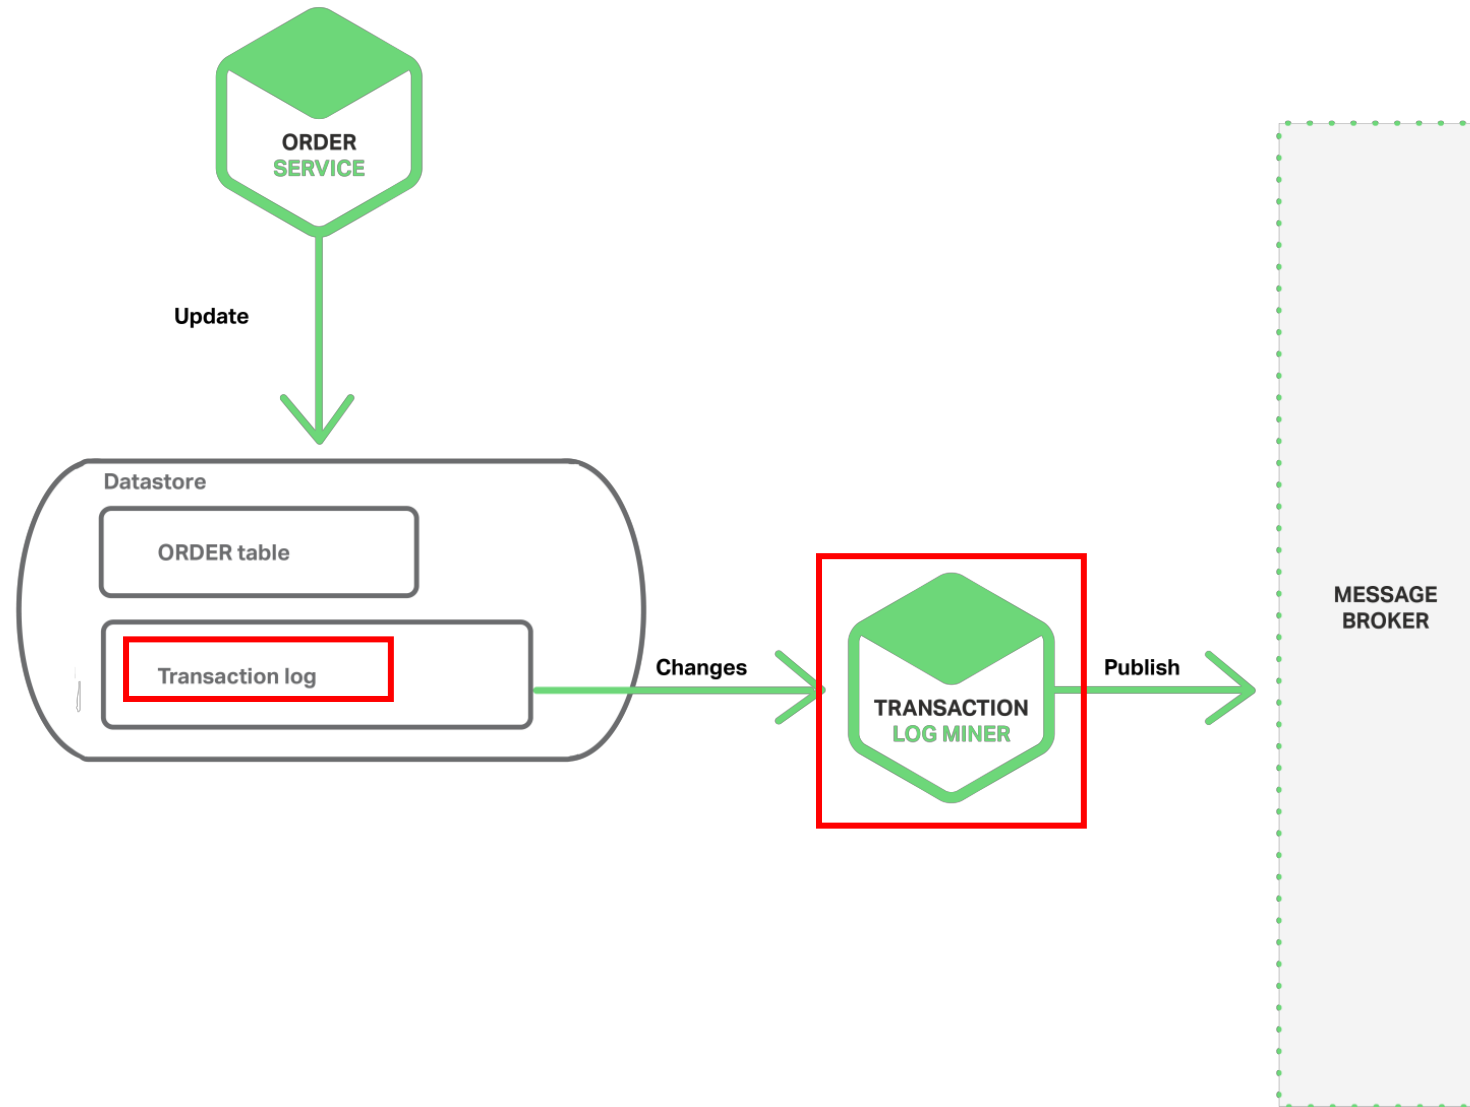 ORDER
SERVICE
Update
Datastore
ORDER table
Transaction log
Changes
TRANSACTION
LOG MINER
Publish
MESSAGE
BROKER